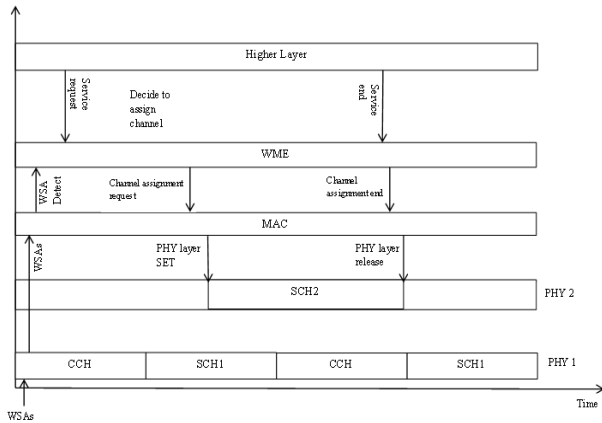 Higher Layer
Service
request
Decide to
assign
channel
Service
end
WME
WSA
Detect
Channel assignment
request
Channel
assignment end
MAC
WSAs
PHY layer
SET
PHY layer
release
SCH2
PHY 2
CCH
SCH1
CCH
SCH1
PHY 1
WSAs
Time